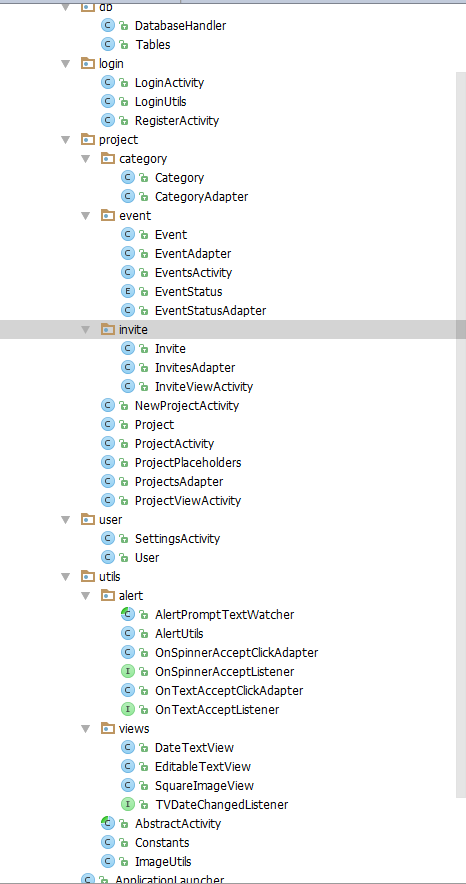 db
DatabaseHandler
Tables
login
LoginActivity
LoginUtils
RegisterActivity
project
category
Category
CategoryAdapter
event
Event
EventAdapter
EventsActivity
EventStatus
EventStatusAdapter
invite
Invite
InvitesAdapter
InviteViewActivity
NewProjectActivity
Project
ProjectActivity
ProjectPlaceholders
ProjectsAdapter
ProjectViewActivity
user
SettingsActivity
User
utils
alert
AlertPromptTextWatcher
AlertUtils
OnSpinnerAcceptClickAdapter
OnSpinnerAcceptListener
OnTextAcceptClickAdapter
OnTextAcceptListener
views
DateTextView
EditableTextView
SquareImageView
TVDateChangedListener
AbstractActivity
Constants
ImageUtils
ApplicationLauncher